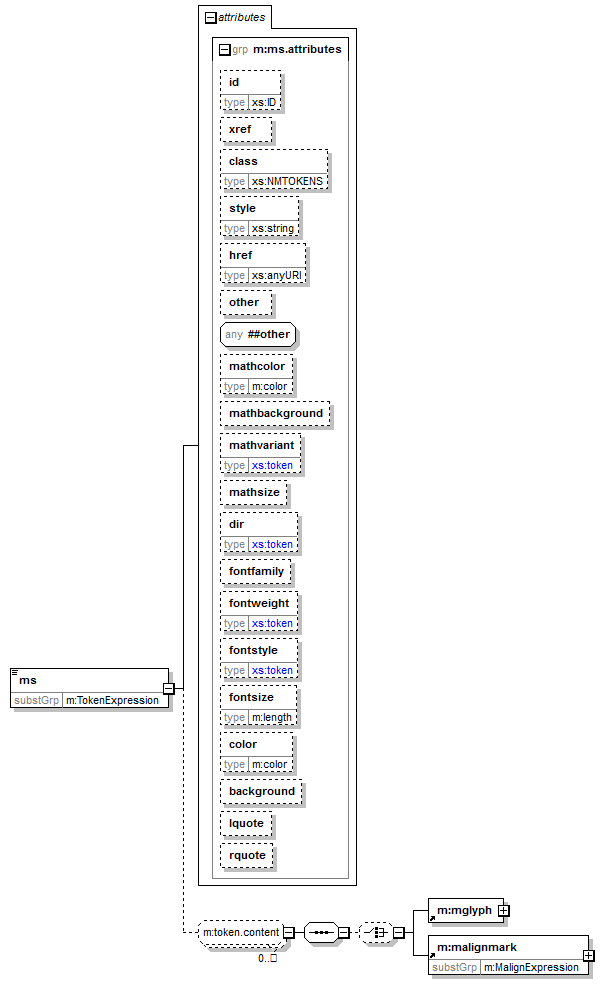 attributes
grp m:ms.attributes
id
type xs:ID
xref
class
type xs:NMTOKENS
style
type xs:string
href
type xs:anyURI
other
any ##other
mathcolor
type m:color
mathbackground
mathvariant
type xs:token
mathsize
dir
type xs:token
fontfamily
fontweight
type xs:token
fontstyle
type xs:token
fontsize
type m:length
color
type m:color
background
lquote
rquote
ms
substGrp m:TokenExpression
m:token.content
0..
m:mglyph
m:malignmark
substGrp m:MalignExpression